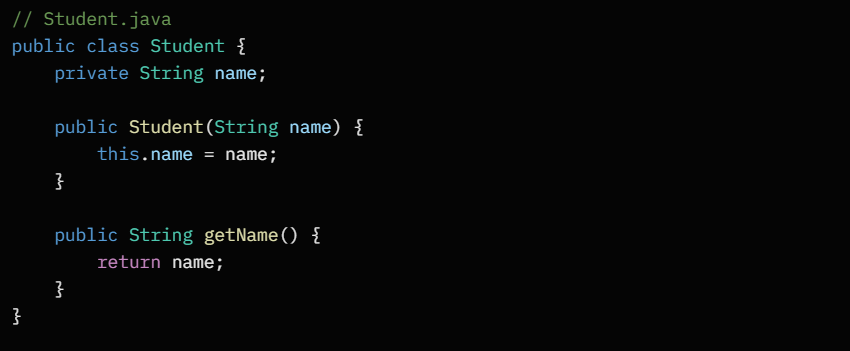 // Student.java
public class Student {
    private String name;

    public Student(String name) {
        this.name = name;
    }

    public String getName() {
        return name;
    }
}